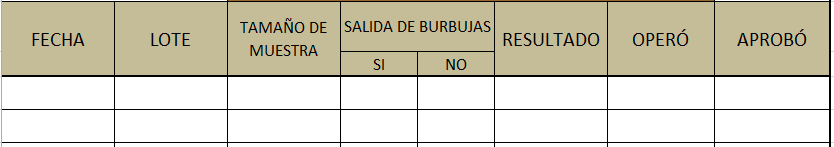 FECHA
LOTE
TAMAÑO DE
MUESTRA
SALIDA DE BURBUJAS
SI
NO
RESULTADO
OPERÓ
APROBÓ